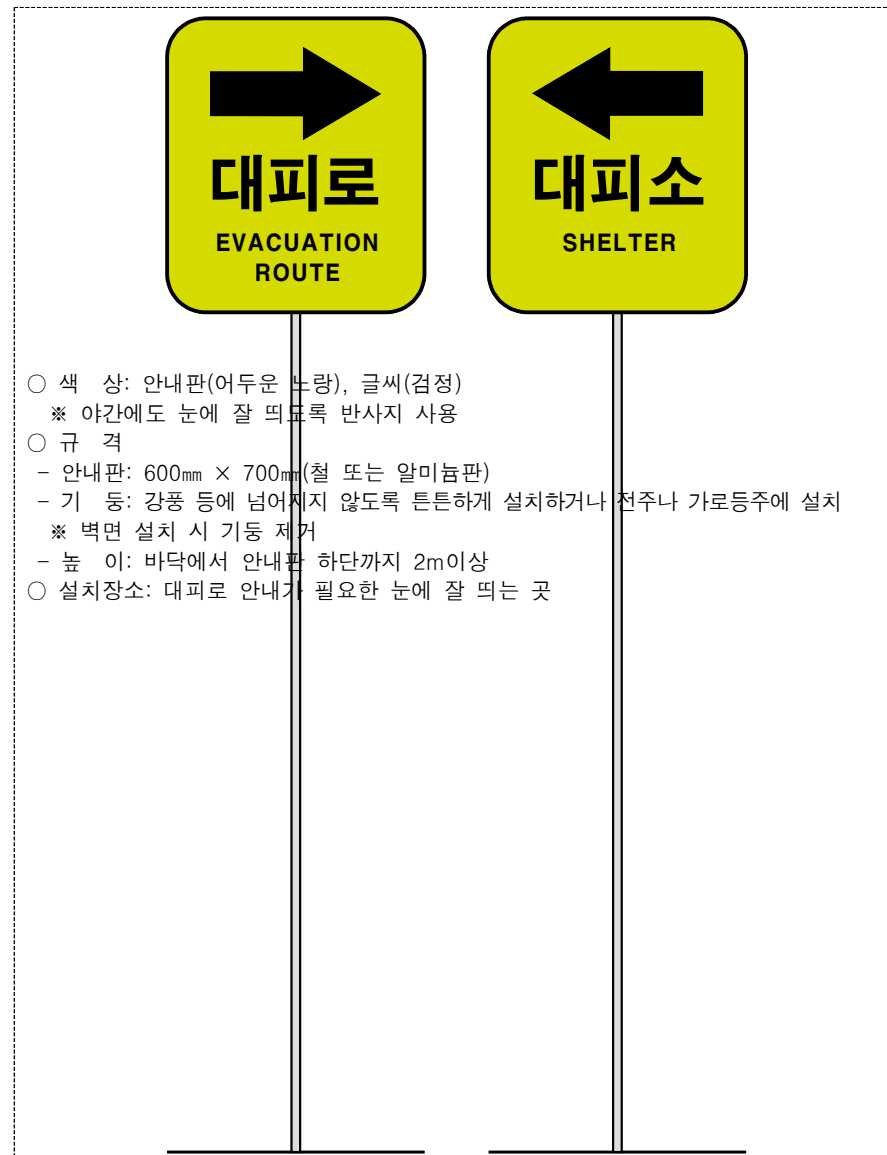 대피로
EVACUATION
ROUTE
대피소
SHELTER
○ 색 상: 안내판(어두운 노랑), 글씨(검정)
※ 야간에도 눈에 잘 띄도록 반사지 사용
○ 규 격
- 안내판: 600㎜ × 700㎜(철 또는 알미늄판)
- 기 둥: 강풍 등에 넘어지지 않도록 튼튼하게 설치하거나 전주나 가로등주에 설치
※ 벽면 설치 시 기둥 제거
- 높 이: 바닥에서 안내판 하단까지 2m이상
○ 설치장소: 대피로 안내가 필요한 눈에 잘 띄는 곳